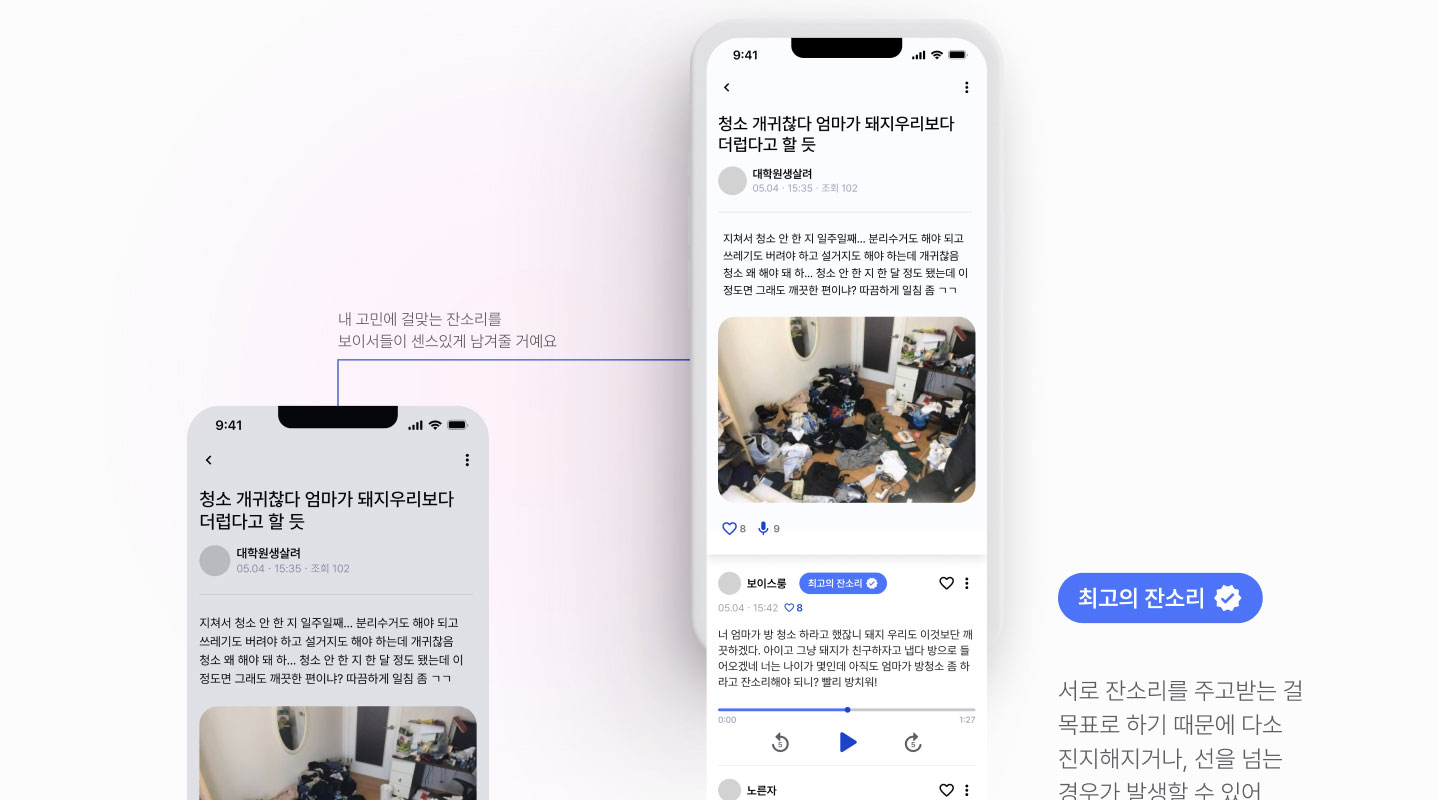 내 고민에 걸맞는 잔소리를
보이서들이 센스있게 남겨줄 거예요
9:41
청소 개귀찮다 엄마가 돼지우리보다
더럽다고 할 듯
대학원생살려
05.04 · 15:35 · 조회 102
지쳐서 청소 안 한 지 일주일째... 분리수거도 해야 되고
쓰레기도 버려야 하고 설거지도 해야 하는데 개귀찮음
청소 왜 해야 돼 하... 청소 안 한 지 한 달 정도 됐는데 이
정도면 그래도 깨끗한 편이냐? 따끔하게 일침 좀 ㄱㄱ
9:41
청소 개귀찮다 엄마가 돼지우리보다
더럽다고 할 듯
대학원생살려
05.04 · 15:35 · 조회 102
지쳐서 청소 안 한 지 일주일째... 분리수거도 해야 되고
쓰레기도 버려야 하고 설거지도 해야 하는데 개귀찮음
청소 왜 해야 돼 하... 청소 안 한 지 한 달 정도 됐는데 이
정도면 그래도 깨끗한 편이냐? 따끔하게 일침 좀 ㄱㄱ
8 9
보이스룽 최고의 잔소리
05.04 · 15:42 8
너 엄마가 방 청소 하라고 했잖니 돼지 우리도 이것보단 깨
끗하겠다. 아이고 그냥 돼지가 친구하자고 냅다 방으로 들
어오겠네 너는 나이가 몇인데 아직도 엄마가 방청소 좀 하
라고 잔소리해야 되니? 빨리 방치워!
0:00 1:27
5 5
노른자
최고의 잔소리
서로 잔소리를 주고받는 걸
목표로 하기 때문에 다소
진지해지거나, 선을 넘는
경우가 발생할 수 있어